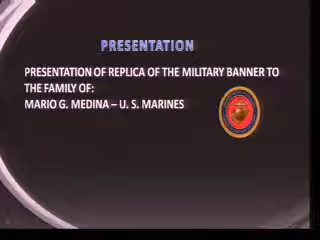 PRESENTATION
PRESENTATION OF REPLICA OF THE MILITARY BANNER TO
THE FAMILY OF:
MARIO G. MEDINA – U. S. MARINES